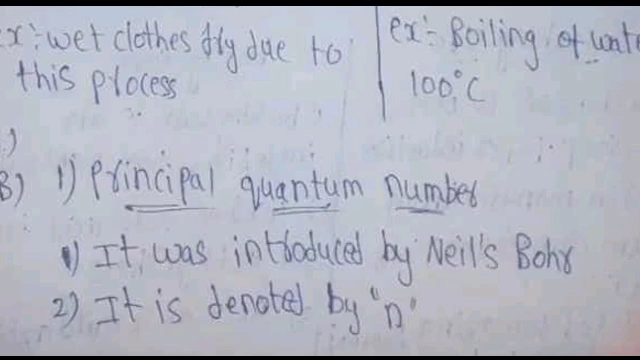 ex:- wet clothes dry due to
this process
ex:- Boiling of wate
100°C
B) 1) Principal quantum number
1) It was introduced by Neil's Bohr
2) It is denoted by "n"